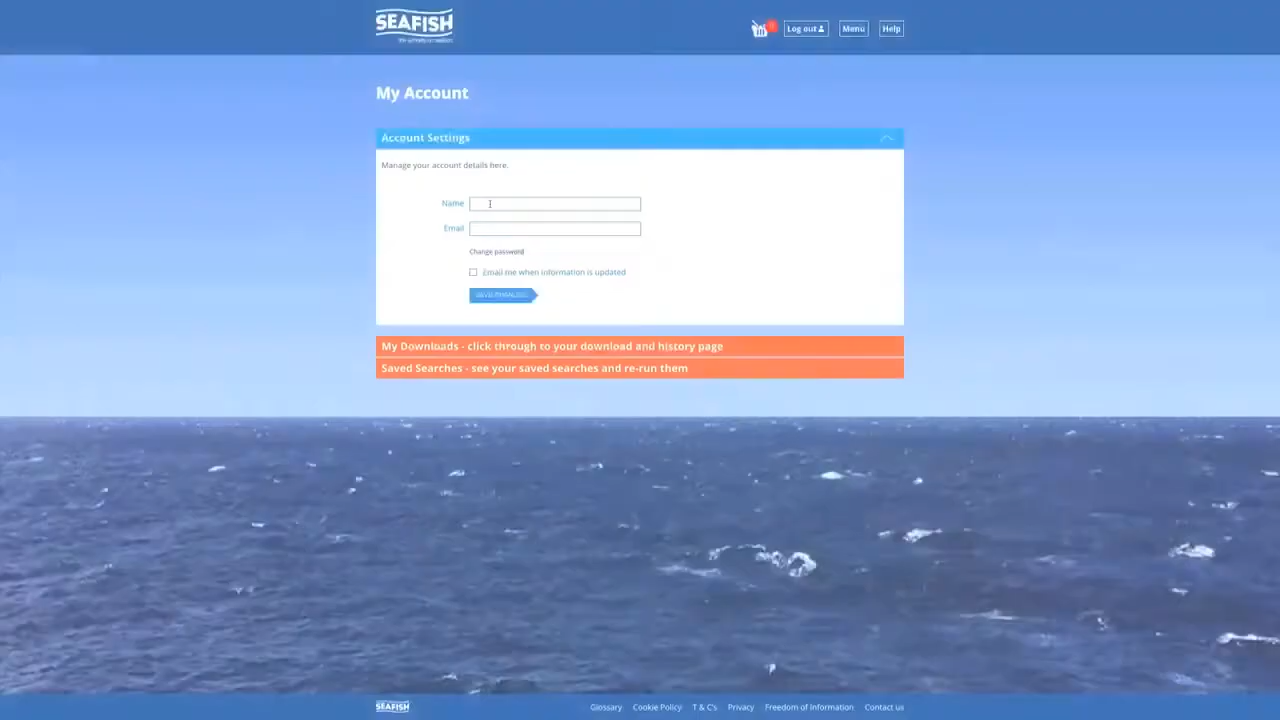 SEAFISH
Log out
Menu
Help
My Account
Account Settings
Manage your account details here.
Name
Email
Change password
Email me when information is updated
My Downloads - click through to your download and history page
Saved Searches - see your saved searches and re-run them
SEAFISH
Glossary
Cookie Policy
T & C's
Privacy
Freedom of Information
Contact us